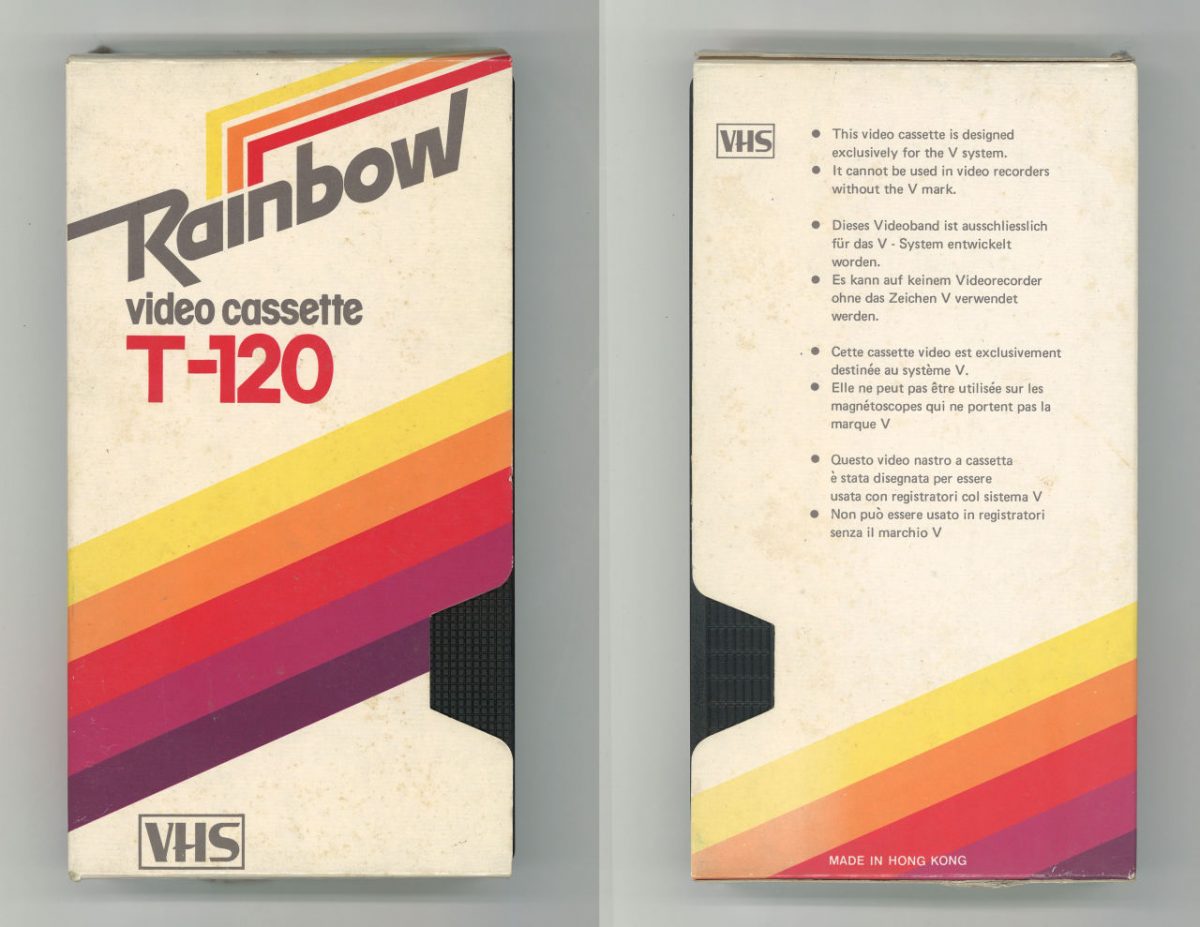 Rainbow
video cassette
T-120
VHS
VHS
● This video cassette is designed
exclusively for the V system.
● It cannot be used in video recorders
without the V mark.
● Dieses Videoband ist ausschliesslich
für das V - System entwickelt
worden.
● Es kann auf keinem Videorecorder
ohne das Zeichen V verwendet
werden.
● Cette cassette video est exclusivement
destinée au système V.
● Elle ne peut pas être utilisée sur les
magnétoscopes qui ne portent pas la
marque V
● Questo video nastro a cassetta
è stata disegnata per essere
usata con registratori col sistema V
● Non può essere usato in registratori
senza il marchio V
MADE IN HONG KONG